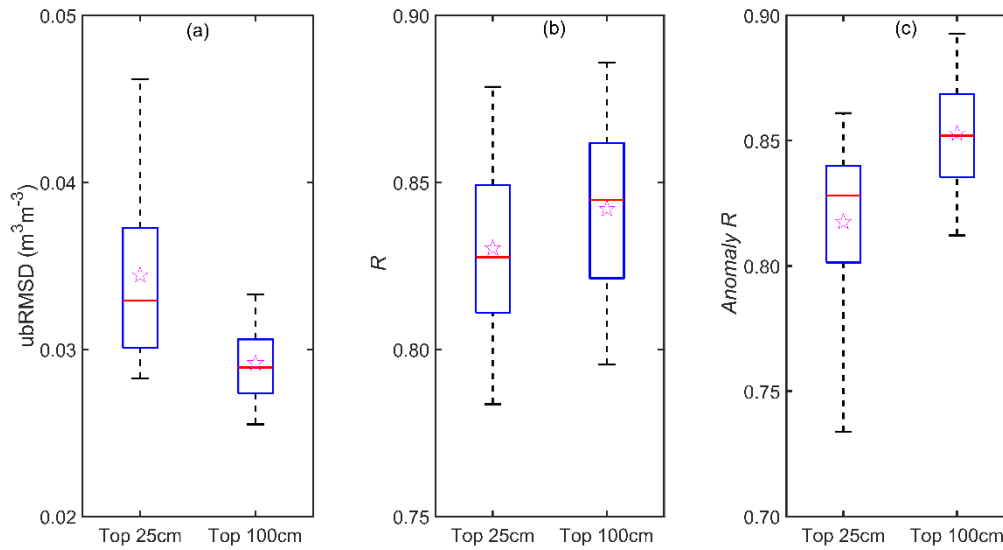 (a)
0.05
0.04
0.03
0.02
ubRMSD (m³m⁻³)
Top 25cm Top 100cm
(b)
0.90
0.85
0.80
0.75
R
Top 25cm Top 100cm
(c)
0.90
0.85
0.80
0.75
0.70
Anomaly R
Top 25cm Top 100cm